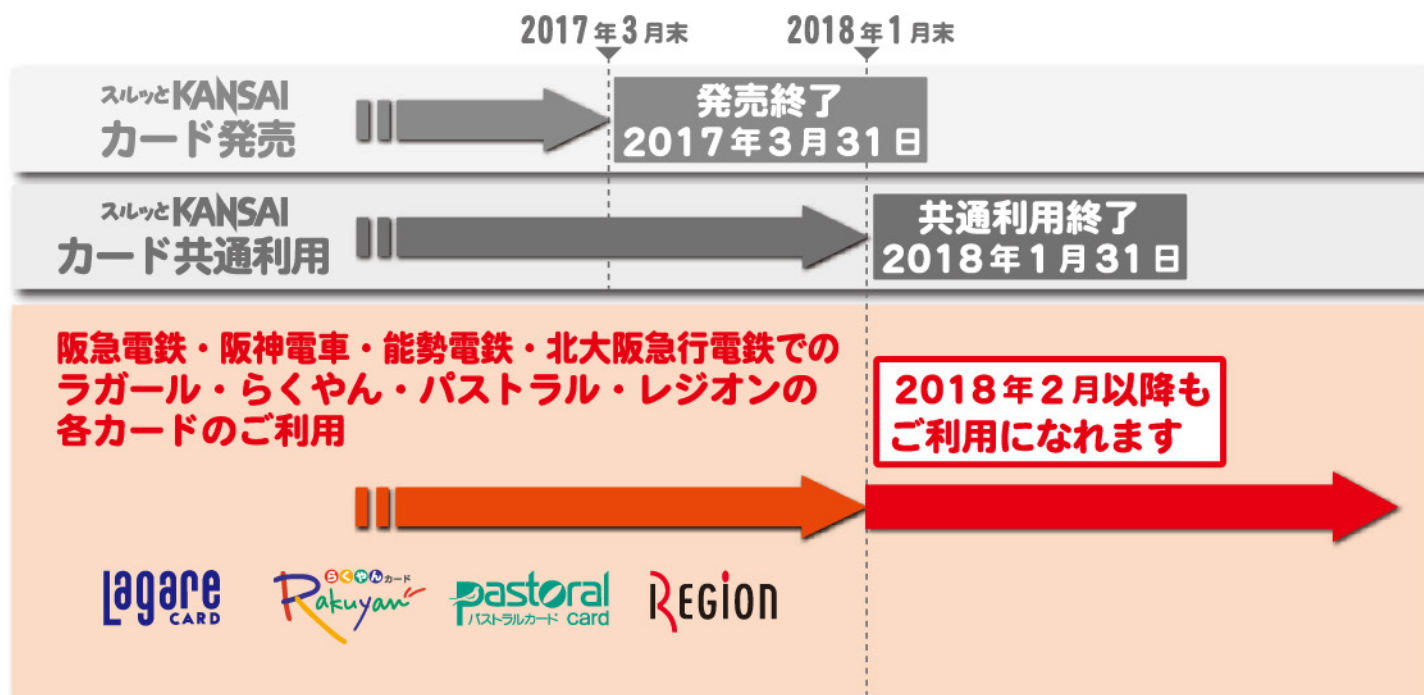 2017年3月末
2018年1月末
スルッとKANSAI
カード発売
発売終了
2017年3月31日
スルッとKANSAI
カード共通利用
共通利用終了
2018年1月31日
阪急電鉄・阪神電車・能勢電鉄・北大阪急行電鉄での
ラガール・らくやん・パストラル・レジオンの
各カードのご利用
2018年2月以降も
ご利用になれます
lagare
CARD
らくやんカード
Rakuyan
pastoral
パストラルカード card
REGION